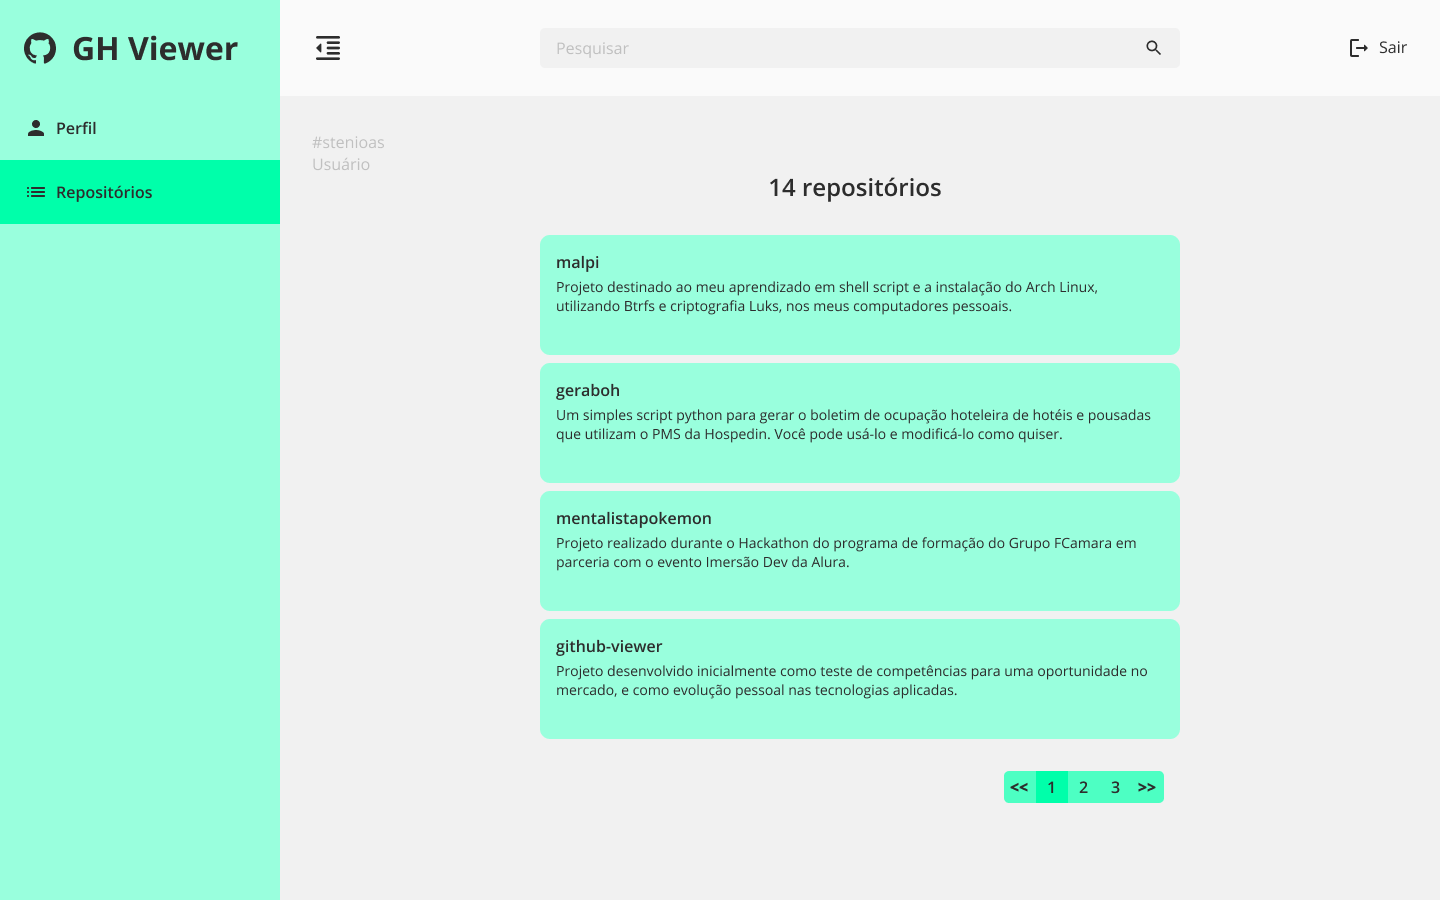 GH Viewer
Perfil
Repositórios
Pesquisar
Sair
#stenioas
Usuário
14 repositórios
malpi
Projeto destinado ao meu aprendizado em shell script e a instalação do Arch Linux,
utilizando Btrfs e criptografia Luks, nos meus computadores pessoais.
geraboh
Um simples script python para gerar o boletim de ocupação hoteleira de hotéis e pousadas
que utilizam o PMS da Hospedin. Você pode usá-lo e modificá-lo como quiser.
mentalistapokemon
Projeto realizado durante o Hackathon do programa de formação do Grupo FCamara em
parceria com o evento Imersão Dev da Alura.
github-viewer
Projeto desenvolvido inicialmente como teste de competências para uma oportunidade no
mercado, e como evolução pessoal nas tecnologias aplicadas.
<< 1 2 3 >>